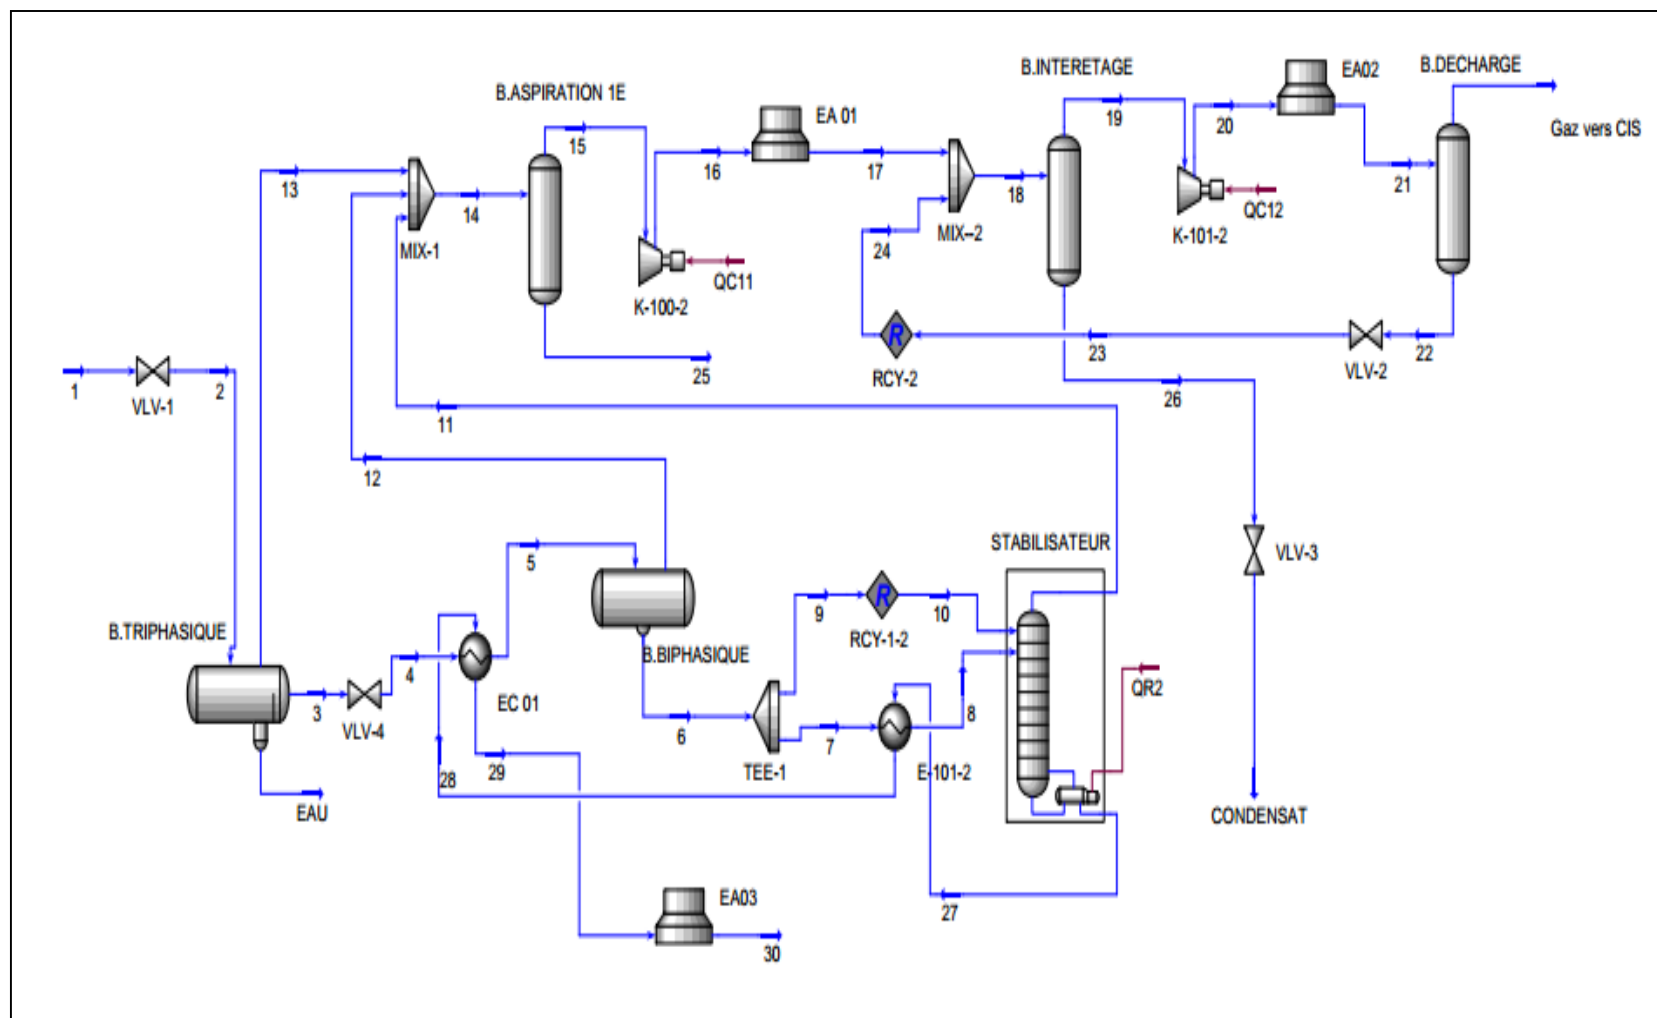 EA02
B.DECHARGE
B.INTERETAGE
B.ASPIRATION 1E
EA 01
19
20
Gaz vers CIS
15
16
17
13
18
21
14
QC12
MIX-1
MIX--2
K-101-2
24
QC11
K-100-2
R
23
22
25
RCY-2
VLV-2
1
2
VLV-1
26
11
12
STABILISATEUR
VLV-3
5
9
R
10
B.TRIPHASIQUE
RCY-1-2
B.BIPHASIQUE
4
QR2
EC 01
3
6
7
8
VLV-4
TEE-1
E-101-2
28
29
EAU
CONDENSAT
EA03
27
30